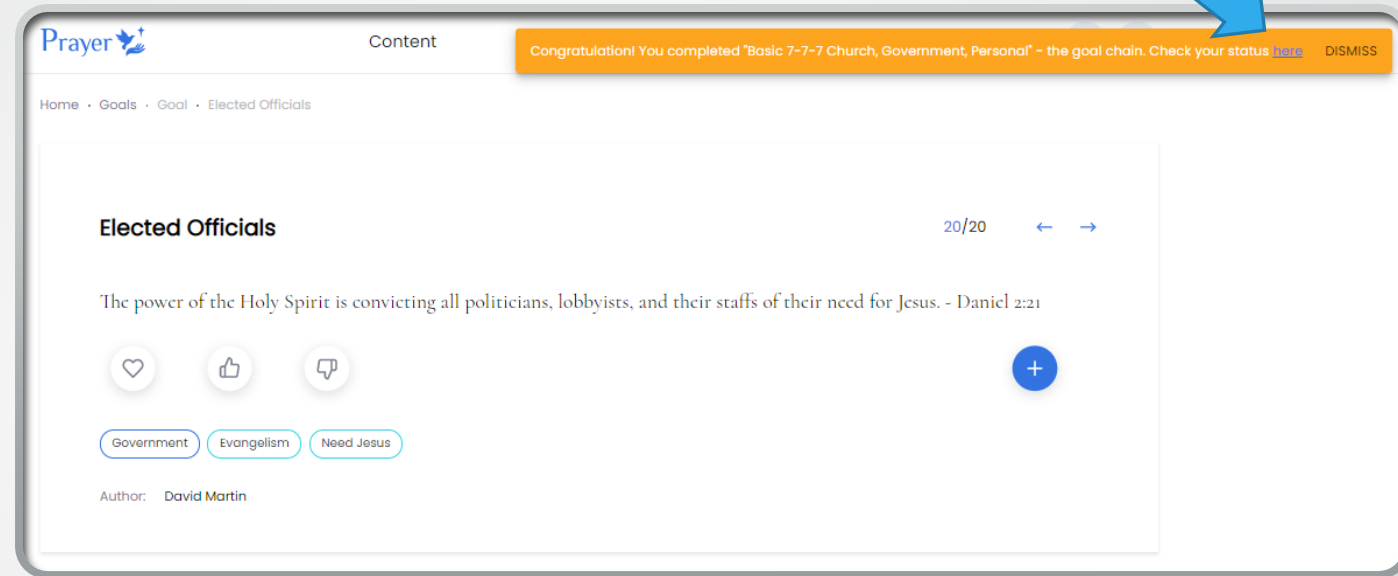 Prayer
Content
Congratulation! You completed "Basic 7-7-7 Church, Government, Personal" - the goal chain. Check your status here DISMISS
Home · Goals · Goal · Elected Officials
Elected Officials
20/20 ← →
The power of the Holy Spirit is convicting all politicians, lobbyists, and their staffs of their need for Jesus. - Daniel 2:21
+
Government Evangelism Need Jesus
Author: David Martin